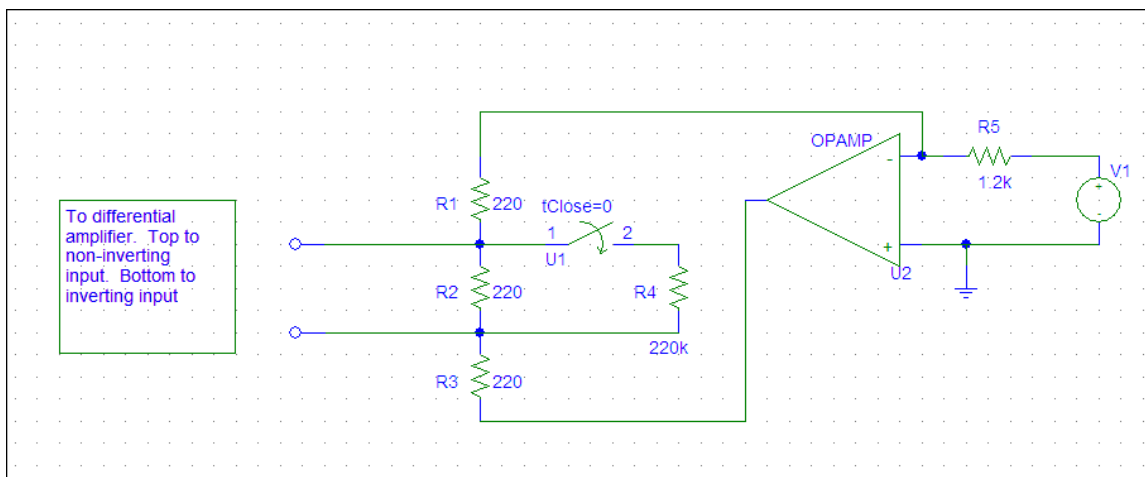 OPAMP
R5
-
1.2k
V1
+
-
To differential
amplifier. Top to
non-inverting
input. Bottom to
inverting input
R1
220
tClose=0
1
2
U1
+
U2
R2
220
R4
220k
R3
220